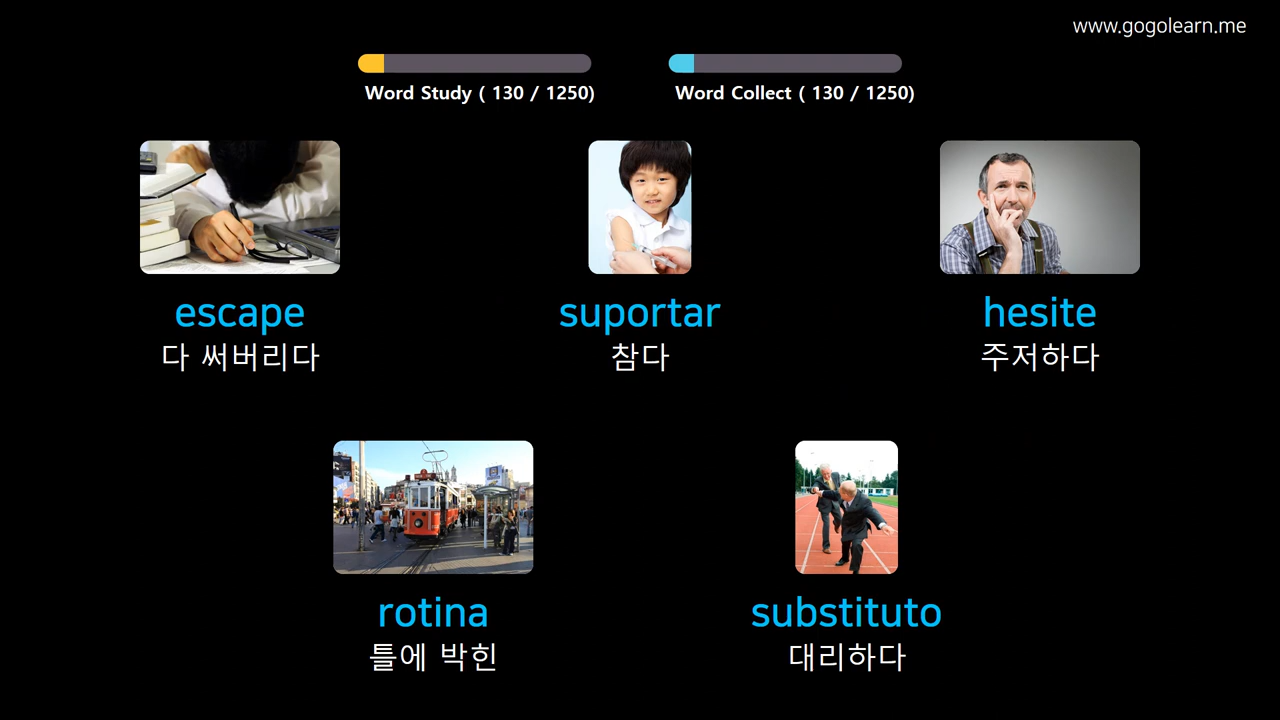 www.gogolearn.me
Word Study ( 130 / 1250)
Word Collect ( 130 / 1250)
escape
다 써버리다
suportar
참다
hesite
주저하다
rotina
틀에 박힌
substituto
대리하다